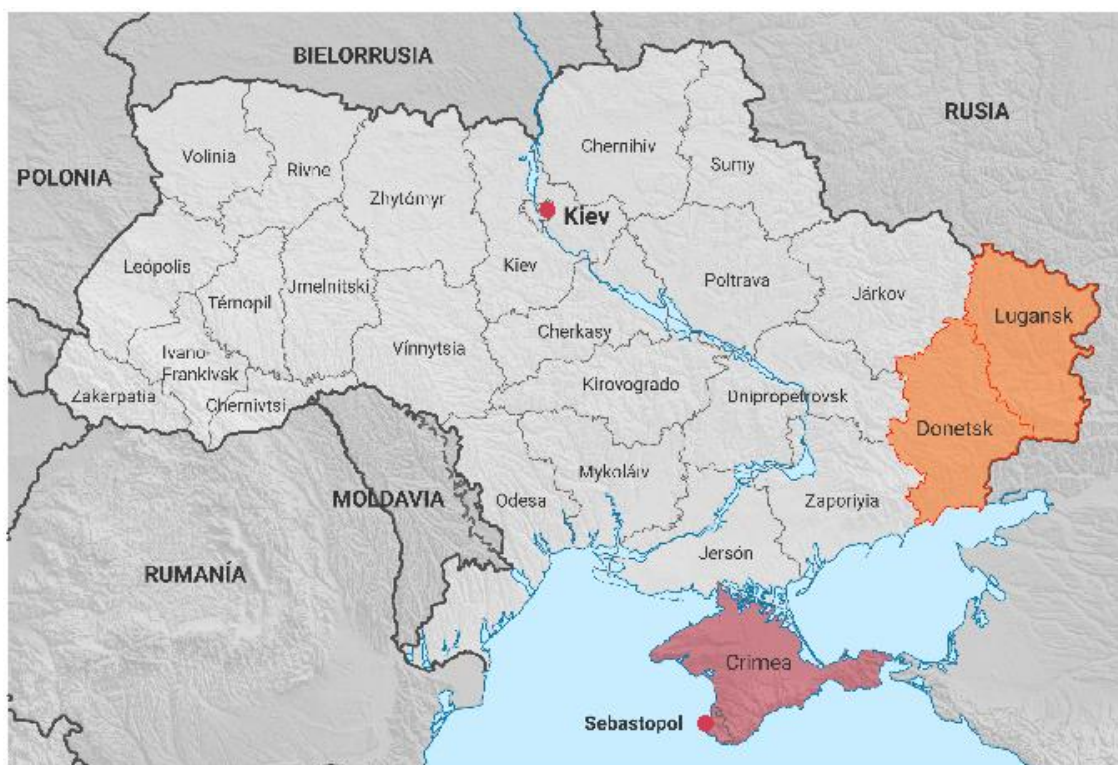 BIELORRUSIA
RUSIA
POLONIA
Volinia
Rivne
Zhytómyr
Chernihiv
Sumy
Kiev
Leópolis
Térnopil
Jmelnitski
Kiev
Poltrava
Járkov
Lugansk
Ivano-
Frankivsk
Vínnytsia
Cherkasy
Zakarpatia
Chernivtsi
Kirovogrado
Dnipropetrovsk
Donetsk
MOLDAVIA
Odesa
Mykoláiv
Zaporiyia
RUMANÍA
Jersón
Crimea
Sebastopol